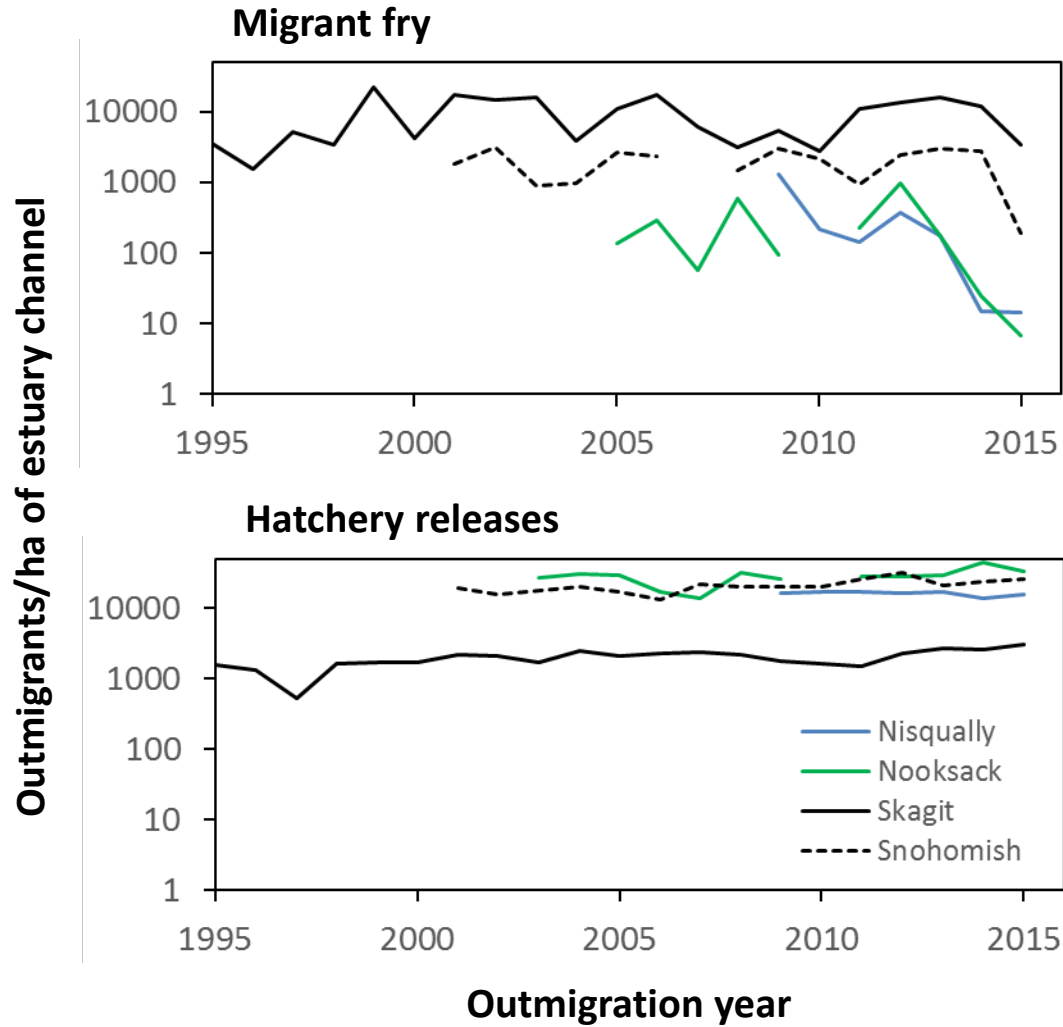 Migrant fry
10000
1000
100
10
1
1995 2000 2005 2010 2015
Outmigrants/ha of estuary channel
Hatchery releases
10000
1000
100
10
1
Nisqually
Nooksack
Skagit
Snohomish
1995 2000 2005 2010 2015
Outmigration year